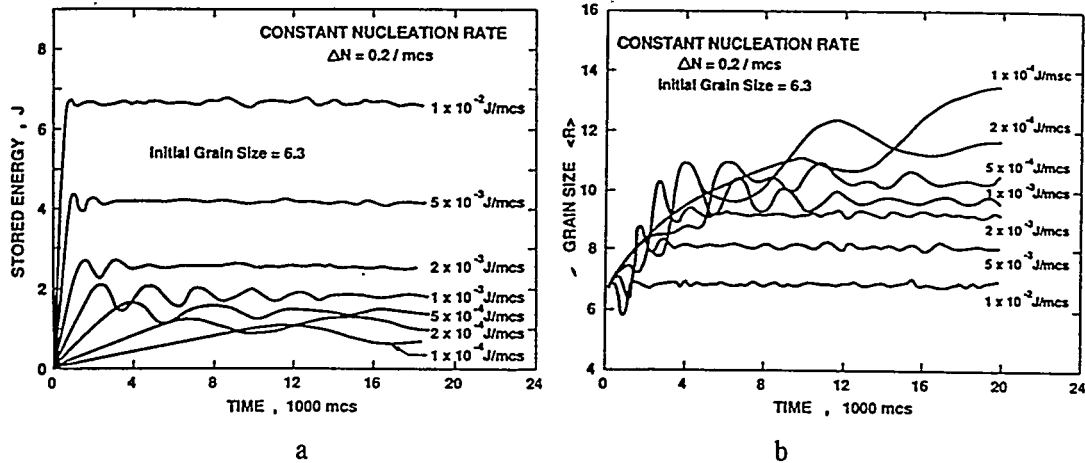 CONSTANT NUCLEATION RATE
ΔN = 0.2 / mcs
Initial Grain Size = 6.3
1 x 10⁻² J/mcs
5 x 10⁻³ J/mcs
2 x 10⁻³ J/mcs
1 x 10⁻³ J/mcs
5 x 10⁻⁴ J/mcs
2 x 10⁻⁴ J/mcs
1 x 10⁻⁴ J/mcs
STORED ENERGY , J
8
6
4
2
0
0 4 8 12 16 20 24
TIME , 1000 mcs
a
CONSTANT NUCLEATION RATE
ΔN = 0.2 / mcs
Initial Grain Size = 6.3
1 x 10⁻⁴ J/msc
2 x 10⁻⁴ J/mcs
5 x 10⁻⁴ J/mcs
1 x 10⁻³ J/mcs
2 x 10⁻³ J/mcs
5 x 10⁻³ J/mcs
1 x 10⁻² J/mcs
GRAIN SIZE <R>
16
14
12
10
8
6
4
0 4 8 12 16 20 24
TIME , 1000 mcs
b